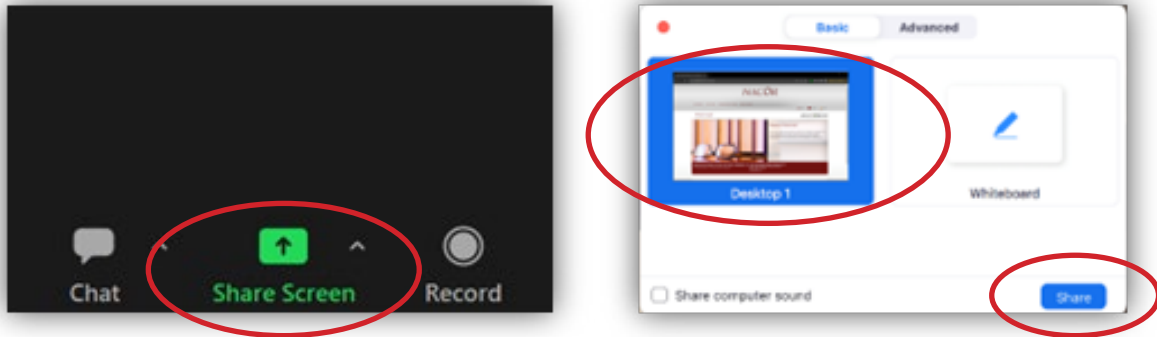 Chat
Share Screen
Record
Basic
Advanced
Desktop 1
Whiteboard
Share computer sound
Share